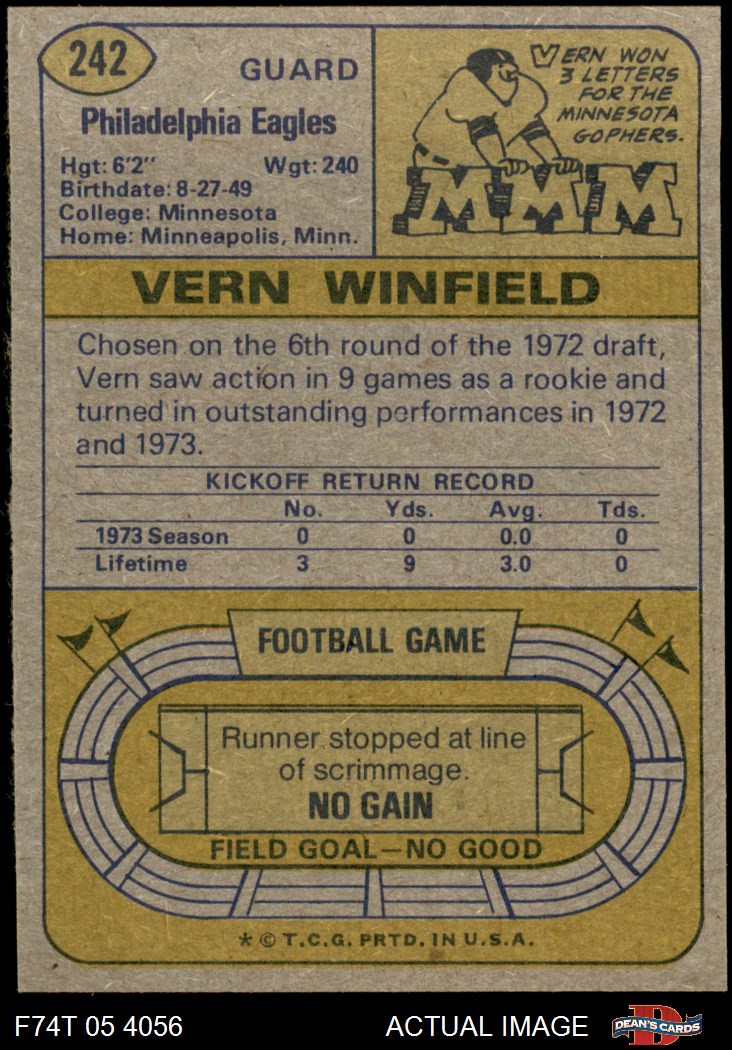 242
GUARD
Philadelphia Eagles
Hgt: 6'2" Wgt: 240
Birthdate: 8-27-49
College: Minnesota
Home: Minneapolis, Minn.
VERN WON
3 LETTERS
FOR THE
MINNESOTA
GOPHERS.
MMM
VERN WINFIELD
Chosen on the 6th round of the 1972 draft,
Vern saw action in 9 games as a rookie and
turned in outstanding performances in 1972
and 1973.
KICKOFF RETURN RECORD
No. Yds. Avg. Tds.
1973 Season 0 0 0.0 0
Lifetime 3 9 3.0 0
FOOTBALL GAME
Runner stopped at line
of scrimmage.
NO GAIN
FIELD GOAL—NO GOOD
* © T.C.G. PRTD. IN U.S.A.
F74T 05 4056 ACTUAL IMAGE
D
DEAN'S CARDS